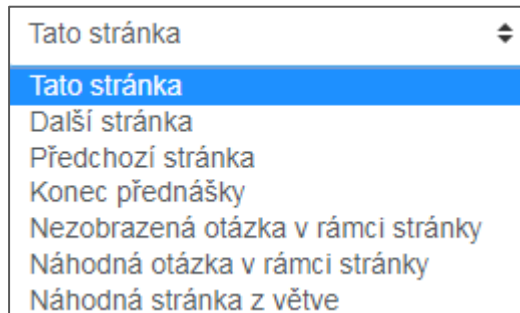 Tato stránka
Tato stránka
Další stránka
Předchozí stránka
Konec přednášky
Nezobrazená otázka v rámci stránky
Náhodná otázka v rámci stránky
Náhodná stránka z větve